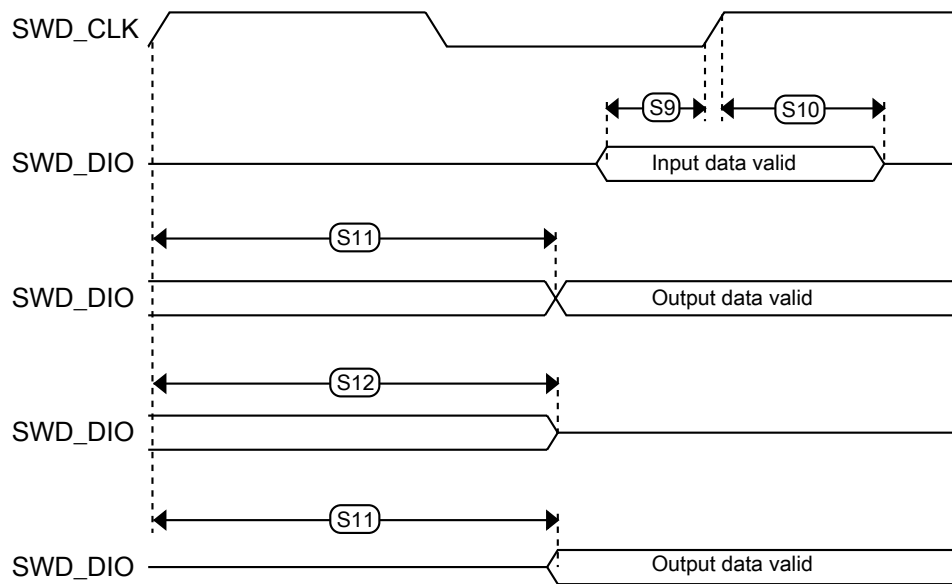 SWD_CLK
S9
S10
SWD_DIO
Input data valid
S11
SWD_DIO
Output data valid
S12
SWD_DIO
S11
SWD_DIO
Output data valid